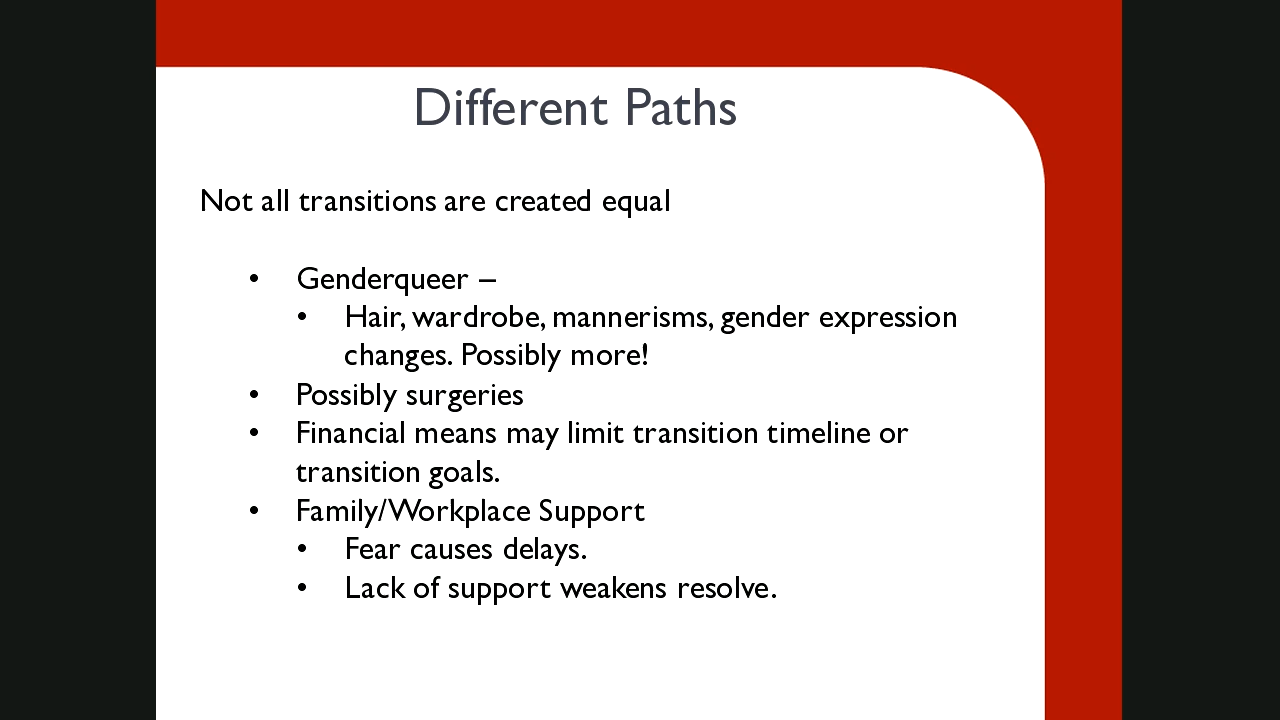 Different Paths
Not all transitions are created equal
• Genderqueer –
• Hair, wardrobe, mannerisms, gender expression
changes. Possibly more!
• Possibly surgeries
• Financial means may limit transition timeline or
transition goals.
• Family/Workplace Support
• Fear causes delays.
• Lack of support weakens resolve.